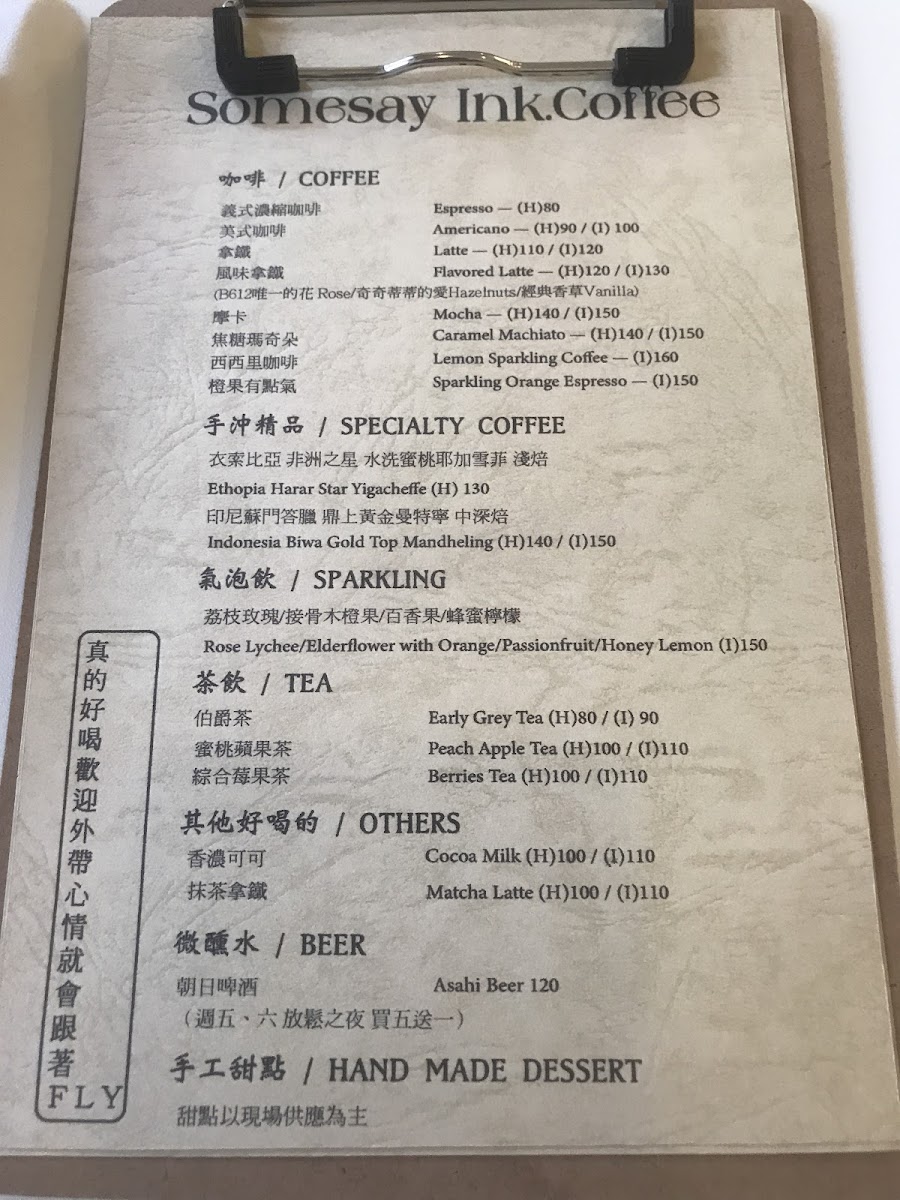 Somesay Ink.Coffee
咖啡 / COFFEE
義式濃縮咖啡 Espresso — (H)80
美式咖啡 Americano — (H)90 / (I) 100
拿鐵 Latte — (H)110 / (I)120
風味拿鐵 Flavored Latte — (H)120 / (I)130
(B612唯一的花 Rose/奇奇蒂蒂的愛Hazelnuts/經典香草Vanilla)
摩卡 Mocha — (H)140 / (I)150
焦糖瑪奇朵 Caramel Machiato — (H)140 / (I)150
西西里咖啡 Lemon Sparkling Coffee — (I)160
橙果有點氣 Sparkling Orange Espresso — (I)150
手沖精品 / SPECIALTY COFFEE
衣索比亞 非洲之星 水洗蜜桃耶加雪菲 淺焙
Ethopia Harar Star Yigacheffe (H) 130
印尼蘇門答臘 鼎上黃金曼特寧 中深焙
Indonesia Biwa Gold Top Mandheling (H)140 / (I)150
氣泡飲 / SPARKLING
荔枝玫瑰/接骨木橙果/百香果/蜂蜜檸檬
Rose Lychee/Elderflower with Orange/Passionfruit/Honey Lemon (I)150
茶飲 / TEA
伯爵茶 Early Grey Tea (H)80 / (I) 90
蜜桃蘋果茶 Peach Apple Tea (H)100 / (I)110
綜合莓果茶 Berries Tea (H)100 / (I)110
其他好喝的 / OTHERS
香濃可可 Cocoa Milk (H)100 / (I)110
抹茶拿鐵 Matcha Latte (H)100 / (I)110
微醺水 / BEER
朝日啤酒 Asahi Beer 120
（週五、六 放鬆之夜 買五送一）
手工甜點 / HAND MADE DESSERT
甜點以現場供應為主
真的好喝歡迎外帶心情就會跟著
FLY